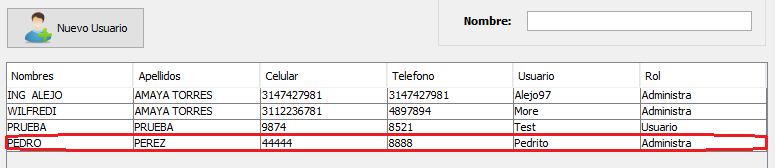 Nombre:
Nuevo Usuario
Nombres Apellidos Celular Telefono Usuario Rol
ING ALEJO AMAYA TORRES 3147427981 3147427981 Alejo97 Administra
WILFREDI AMAYA TORRES 3112236781 4897894 More Administra
PRUEBA PRUEBA 9874 8521 Test Usuario
PEDRO PEREZ 44444 8888 Pedrito Administra